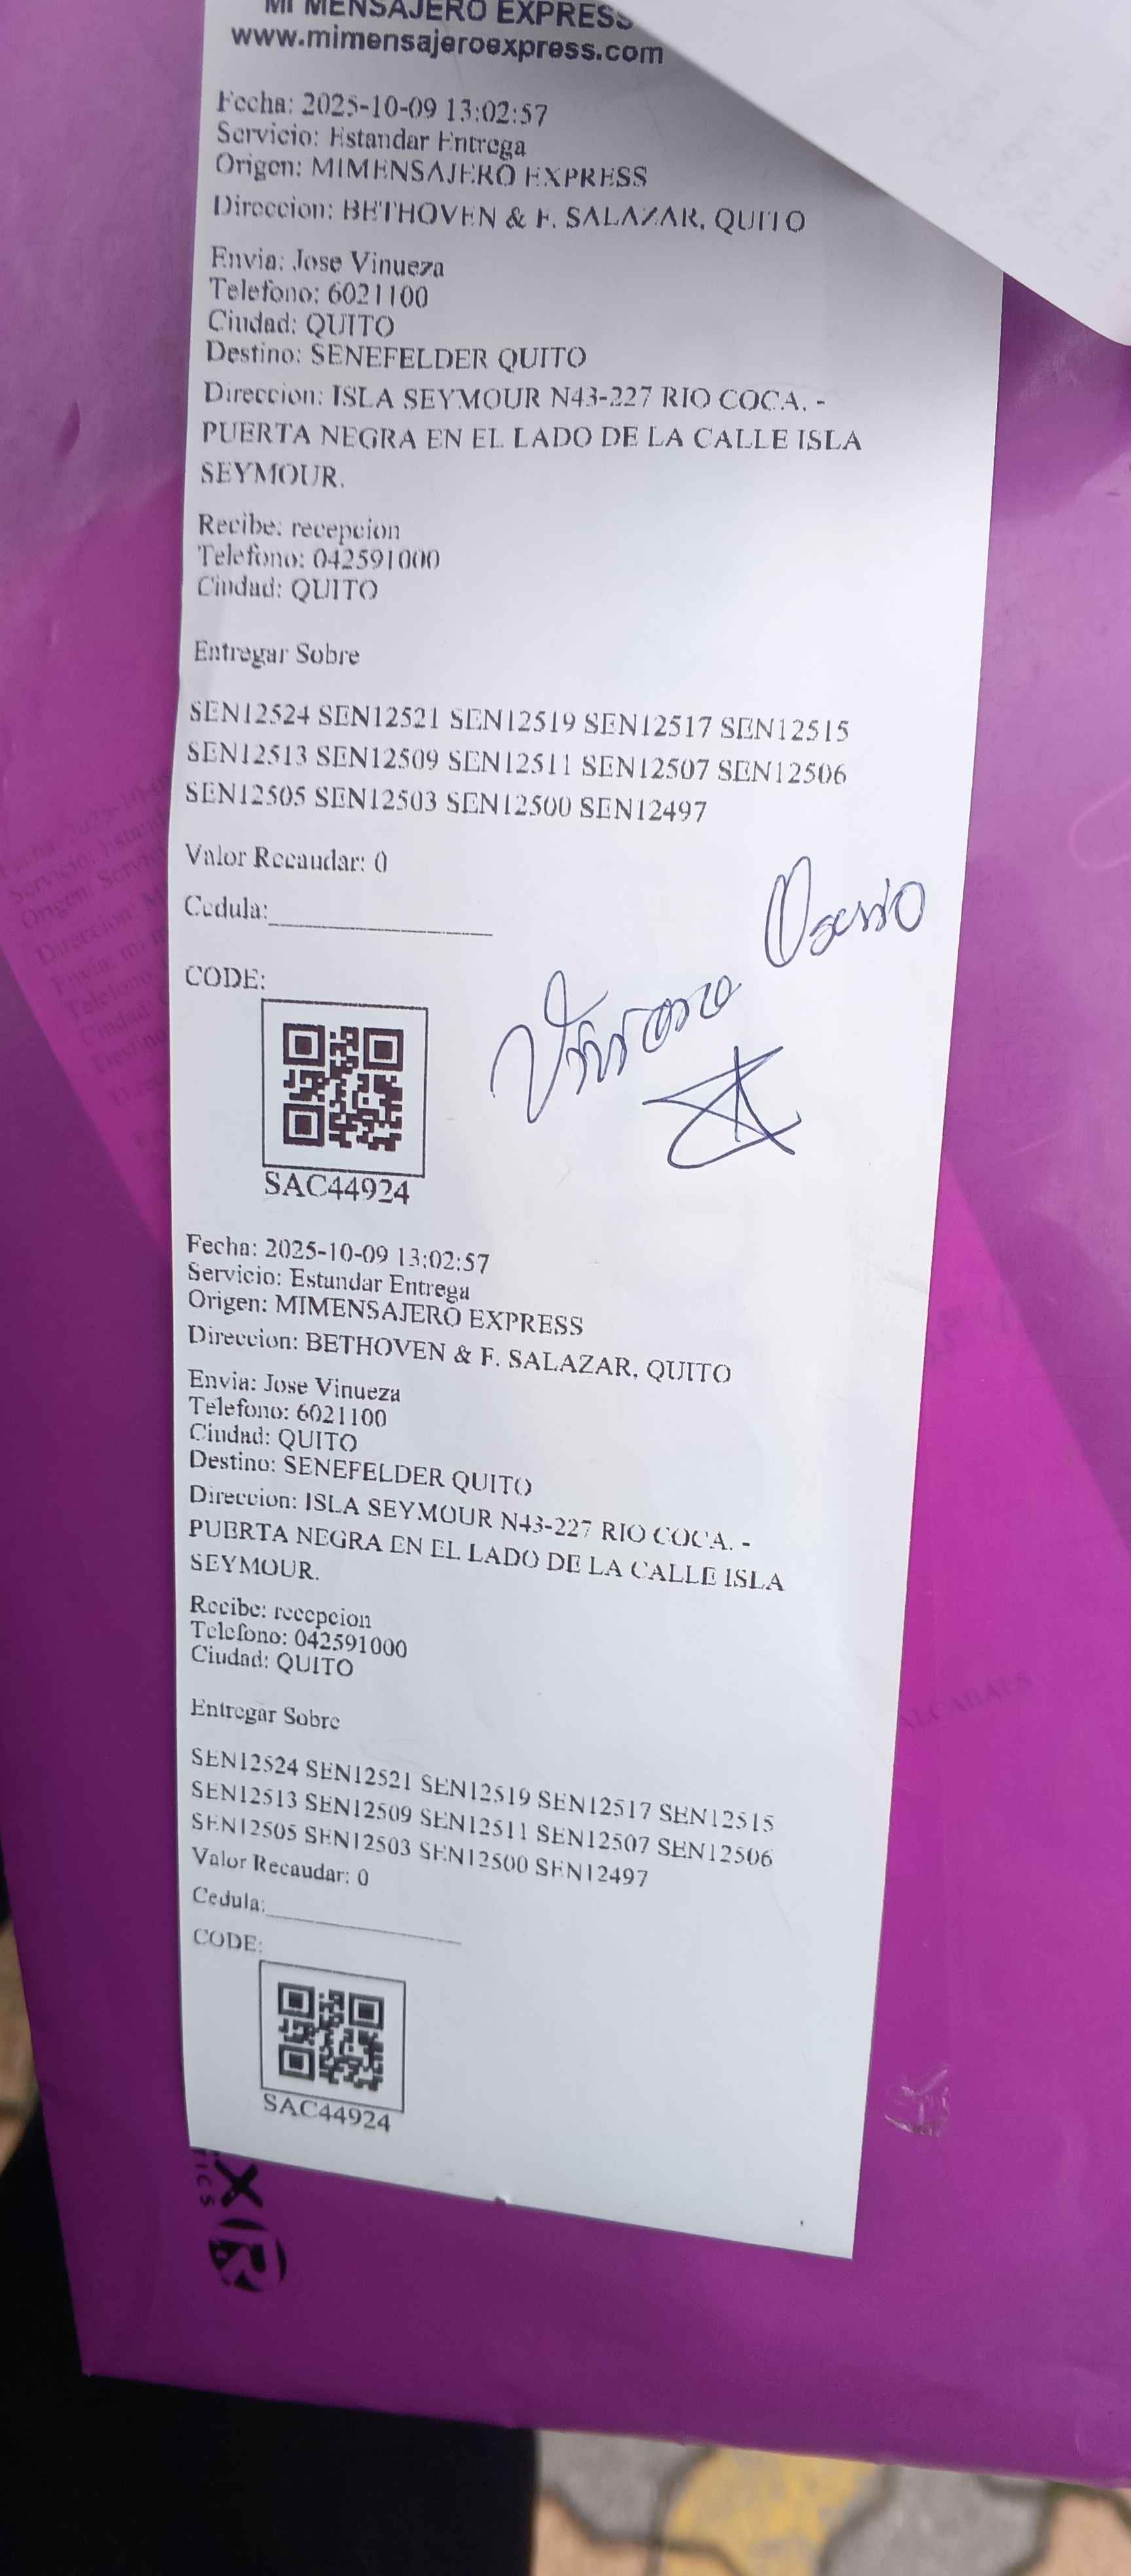 MI MENSAJERO EXPRESS
www.mimensajeroexpress.com
Fecha: 2025-10-09 13:02:57
Servicio: Estandar Entrega
Origen: MIMENSAJERO EXPRESS
Direccion: BETHOVEN & F. SALAZAR, QUITO
Envia: Jose Vinueza
Telefono: 6021100
Ciudad: QUITO
Destino: SENEFELDER QUITO
Direccion: ISLA SEYMOUR N43-227 RIO COCA. -
PUERTA NEGRA EN EL LADO DE LA CALLE ISLA
SEYMOUR.
Recibe: recepcion
Telefono: 042591000
Ciudad: QUITO
Entregar Sobre
SEN12524 SEN12521 SEN12519 SEN12517 SEN12515
SEN12513 SEN12509 SEN12511 SEN12507 SEN12506
SEN12505 SEN12503 SEN12500 SEN12497
Valor Recaudar: 0
Cedula:
CODE:
SAC44924
Fecha: 2025-10-09 13:02:57
Servicio: Estandar Entrega
Origen: MIMENSAJERO EXPRESS
Direccion: BETHOVEN & F. SALAZAR, QUITO
Envia: Jose Vinueza
Telefono: 6021100
Ciudad: QUITO
Destino: SENEFELDER QUITO
Direccion: ISLA SEYMOUR N43-227 RIO COCA. -
PUERTA NEGRA EN EL LADO DE LA CALLE ISLA
SEYMOUR.
Recibe: recepcion
Telefono: 042591000
Ciudad: QUITO
Entregar Sobre
SEN12524 SEN12521 SEN12519 SEN12517 SEN12515
SEN12513 SEN12509 SEN12511 SEN12507 SEN12506
SEN12505 SEN12503 SEN12500 SEN12497
Valor Recaudar: 0
Cedula:
CODE:
SAC44924